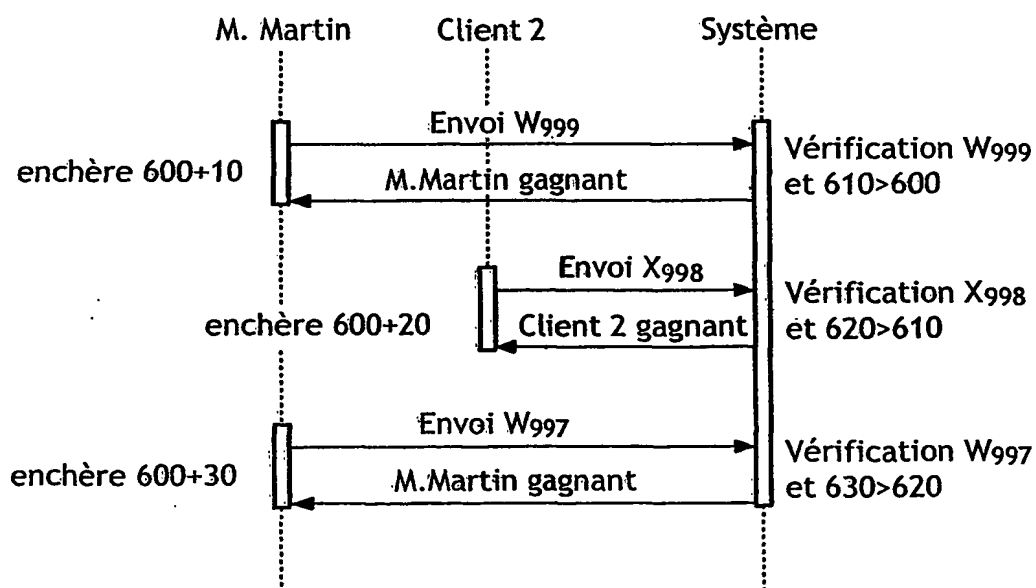 M. Martin Client 2 Système
Envoi W999
enchère 600+10
Vérification W999
et 610>600
M.Martin gagnant
Envoi X998
enchère 600+20
Vérification X998
et 620>610
Client 2 gagnant
Envoi W997
enchère 600+30
Vérification W997
et 630>620
M.Martin gagnant